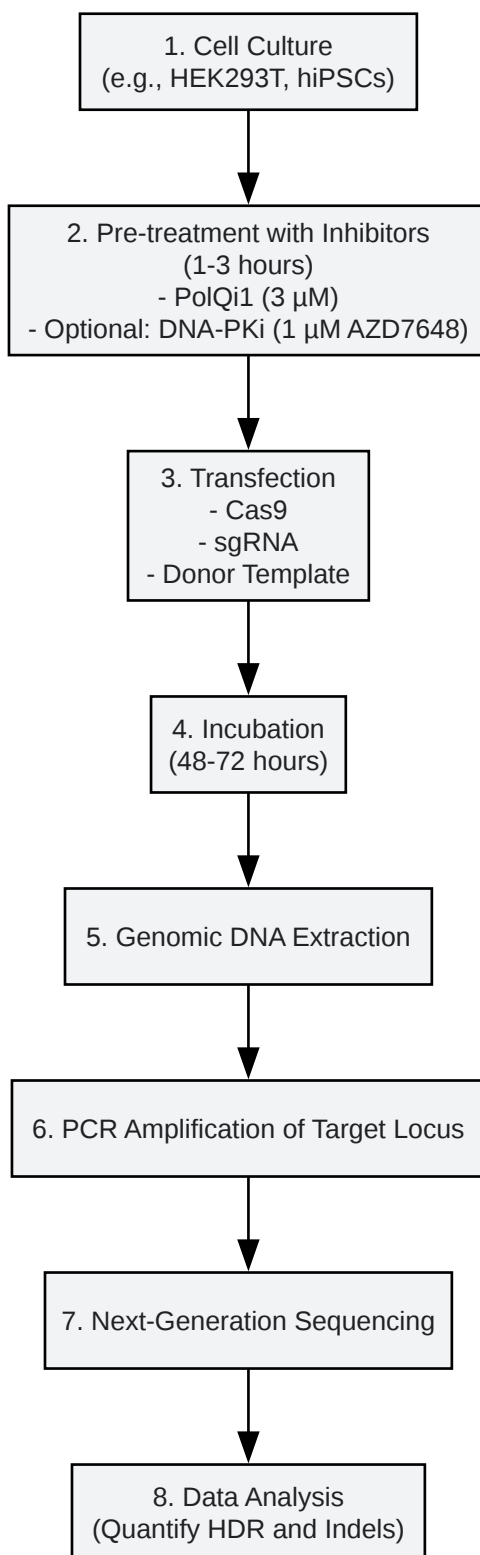 1. Cell Culture
(e.g., HEK293T, hiPSCs)
2. Pre-treatment with Inhibitors
(1-3 hours)
- PolQi1 (3 µM)
- Optional: DNA-PKi (1 µM AZD7648)
3. Transfection
- Cas9
- sgRNA
- Donor Template
4. Incubation
(48-72 hours)
5. Genomic DNA Extraction
6. PCR Amplification of Target Locus
7. Next-Generation Sequencing
8. Data Analysis
(Quantify HDR and Indels)